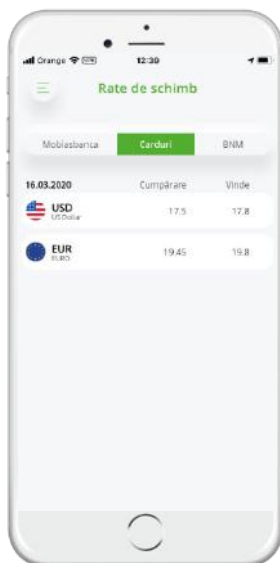 Orange VPN 12:30
Rate de schimb
Mobiasbanca Carduri BNM
16.03.2020 Cumpărare Vinde
USD 17.5 17.8
US Dollar
EUR 19.45 19.8
EURO